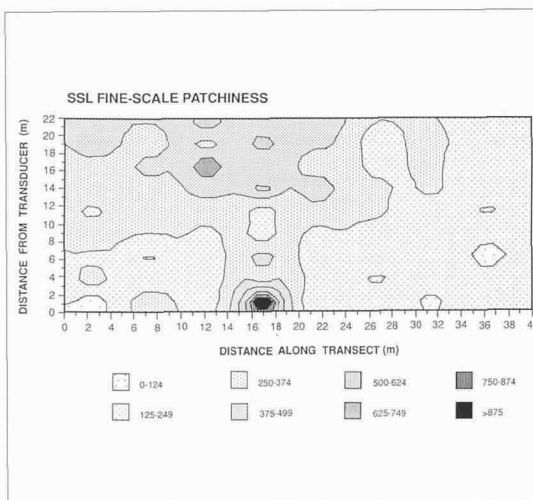 SSL FINE-SCALE PATCHINESS
DISTANCE FROM TRANSDUCER (m)
22
20
18
16
14
12
10
8
6
4
2
0
0 2 4 6 8 10 12 14 16 18 20 22 24 26 28 30 32 34 36 38 4
DISTANCE ALONG TRANSECT (m)
0-124 250-374 500-624 750-874
125-249 375-499 625-749 >875